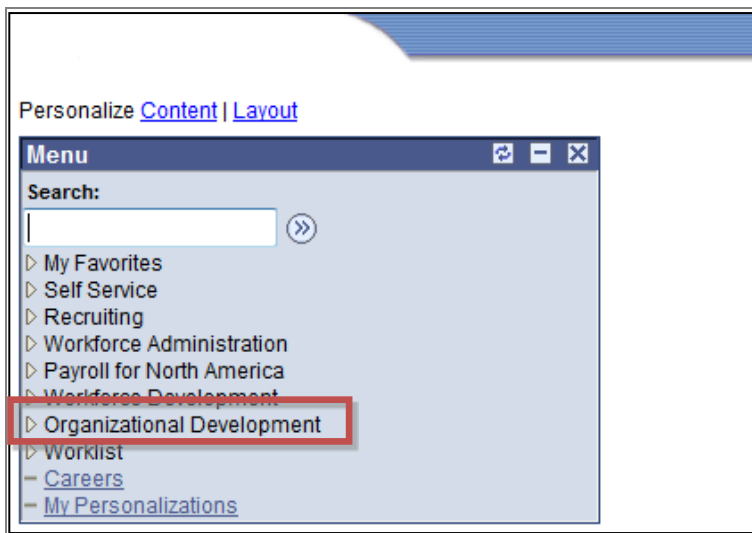 Personalize Content | Layout
Menu
Search:
My Favorites
Self Service
Recruiting
Workforce Administration
Payroll for North America
Workforce Development
Organizational Development
Worklist
Careers
My Personalizations